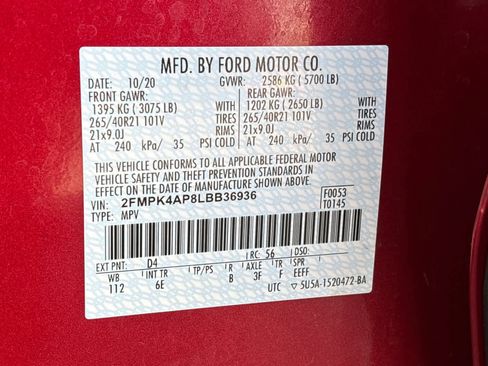 MFD. BY FORD MOTOR CO.
DATE: 10/20 GVWR: 2586 KG ( 5700 LB)
FRONT GAWR: REAR GAWR:
1395 KG ( 3075 LB) WITH 1202 KG ( 2650 LB) WITH
265/40R21 101V TIRES 265/40R21 101V TIRES
21x9.0J RIMS 21x9.0J RIMS
AT 240 kPa/ 35 PSI COLD AT 240 kPa/ 35 PSI COLD
THIS VEHICLE CONFORMS TO ALL APPLICABLE FEDERAL MOTOR
VEHICLE SAFETY AND THEFT PREVENTION STANDARDS IN
EFFECT ON THE DATE OF MANUFACTURE SHOWN ABOVE.
VIN: 2FMPK4AP8LBB36936 F0053
TYPE: MPV T0145
EXT PNT: D4 RC: 56 DSO:
WB INT TR TP/PS R AXLE F SPR
112 6E B 3F F EEFF
UTC ▽ 5U5A-1520472-BA